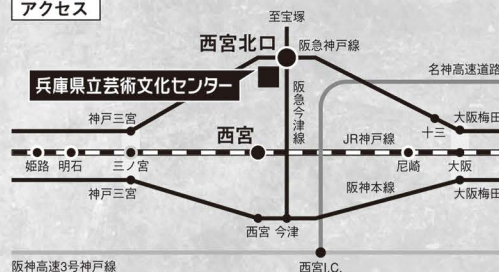 アクセス
至宝塚
西宮北口
阪急神戸線
名神高速道路
兵庫県立芸術文化センター
阪急今津線
神戸三宮
十三
大阪梅田
西宮
JR神戸線
姫路
明石
三ノ宮
尼崎
大阪
神戸三宮
阪神本線
大阪梅田
西宮
今津
阪神高速3号神戸線
西宮I.C.